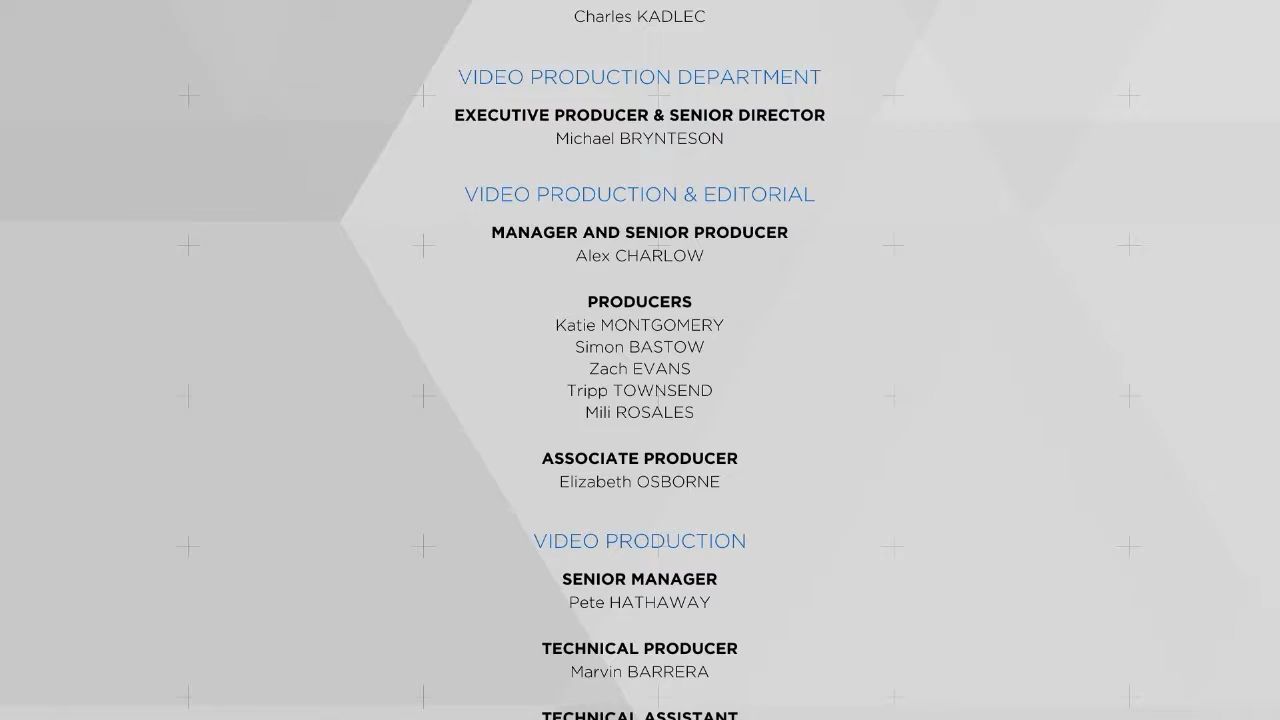 Charles KADLEC
VIDEO PRODUCTION DEPARTMENT
EXECUTIVE PRODUCER & SENIOR DIRECTOR
Michael BRYNTESON
VIDEO PRODUCTION & EDITORIAL
MANAGER AND SENIOR PRODUCER
Alex CHARLOW
PRODUCERS
Katie MONTGOMERY
Simon BASTOW
Zach EVANS
Tripp TOWNSEND
Mili ROSALES
ASSOCIATE PRODUCER
Elizabeth OSBORNE
VIDEO PRODUCTION
SENIOR MANAGER
Pete HATHAWAY
TECHNICAL PRODUCER
Marvin BARRERA
TECHNICAL ASSISTANT